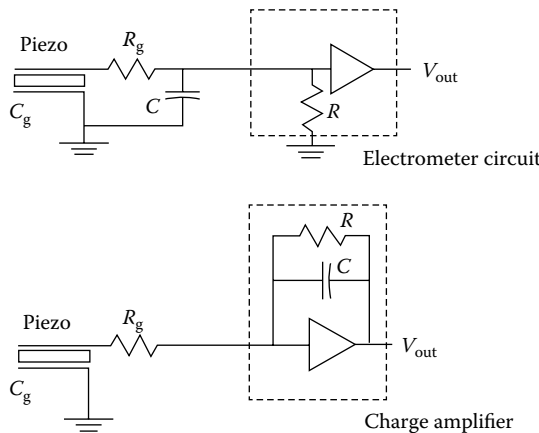 Piezo
R_g
C
C_g
R
V_out
Electrometer circuit
R
C
Piezo
R_g
C_g
V_out
Charge amplifier